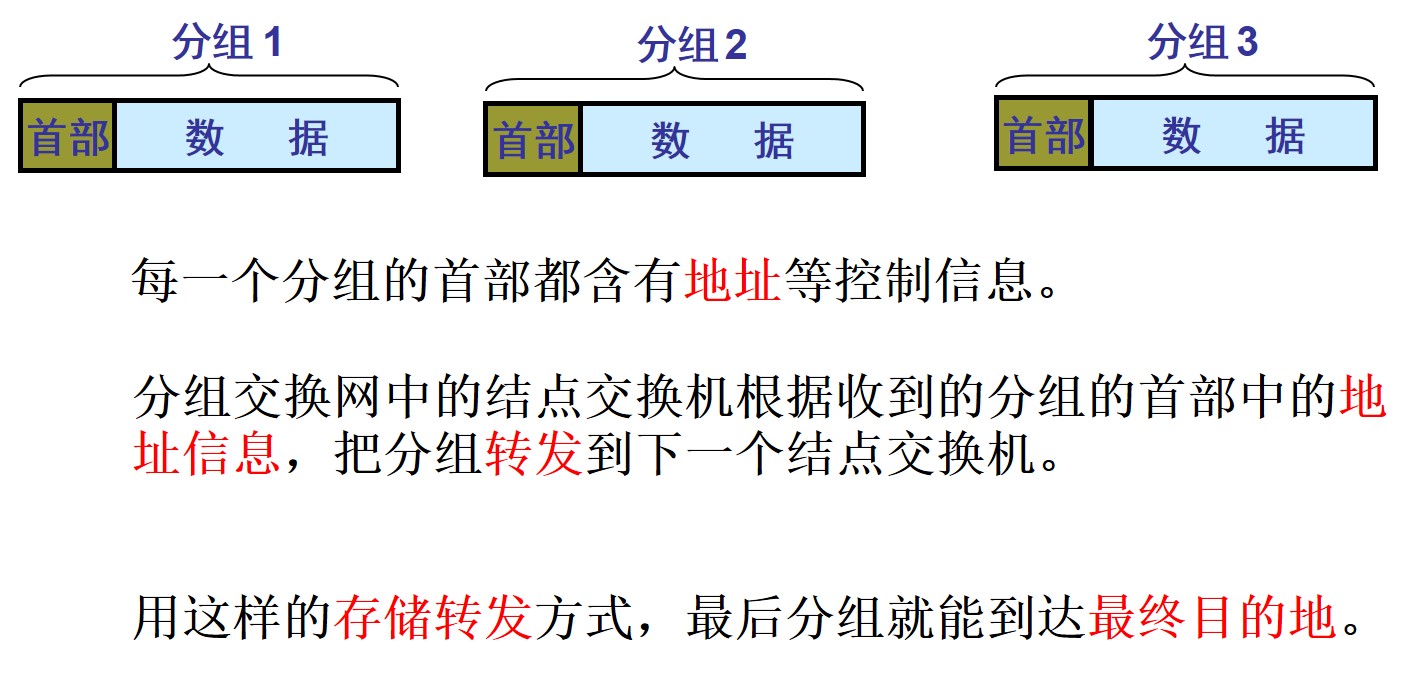 分组 1 分组 2 分组 3
首部 数 据 首部 数 据 首部 数 据
每一个分组的首部都含有地址等控制信息。
分组交换网中的结点交换机根据收到的分组的首部中的地
址信息，把分组转发到下一个结点交换机。
用这样的存储转发方式，最后分组就能到达最终目的地。